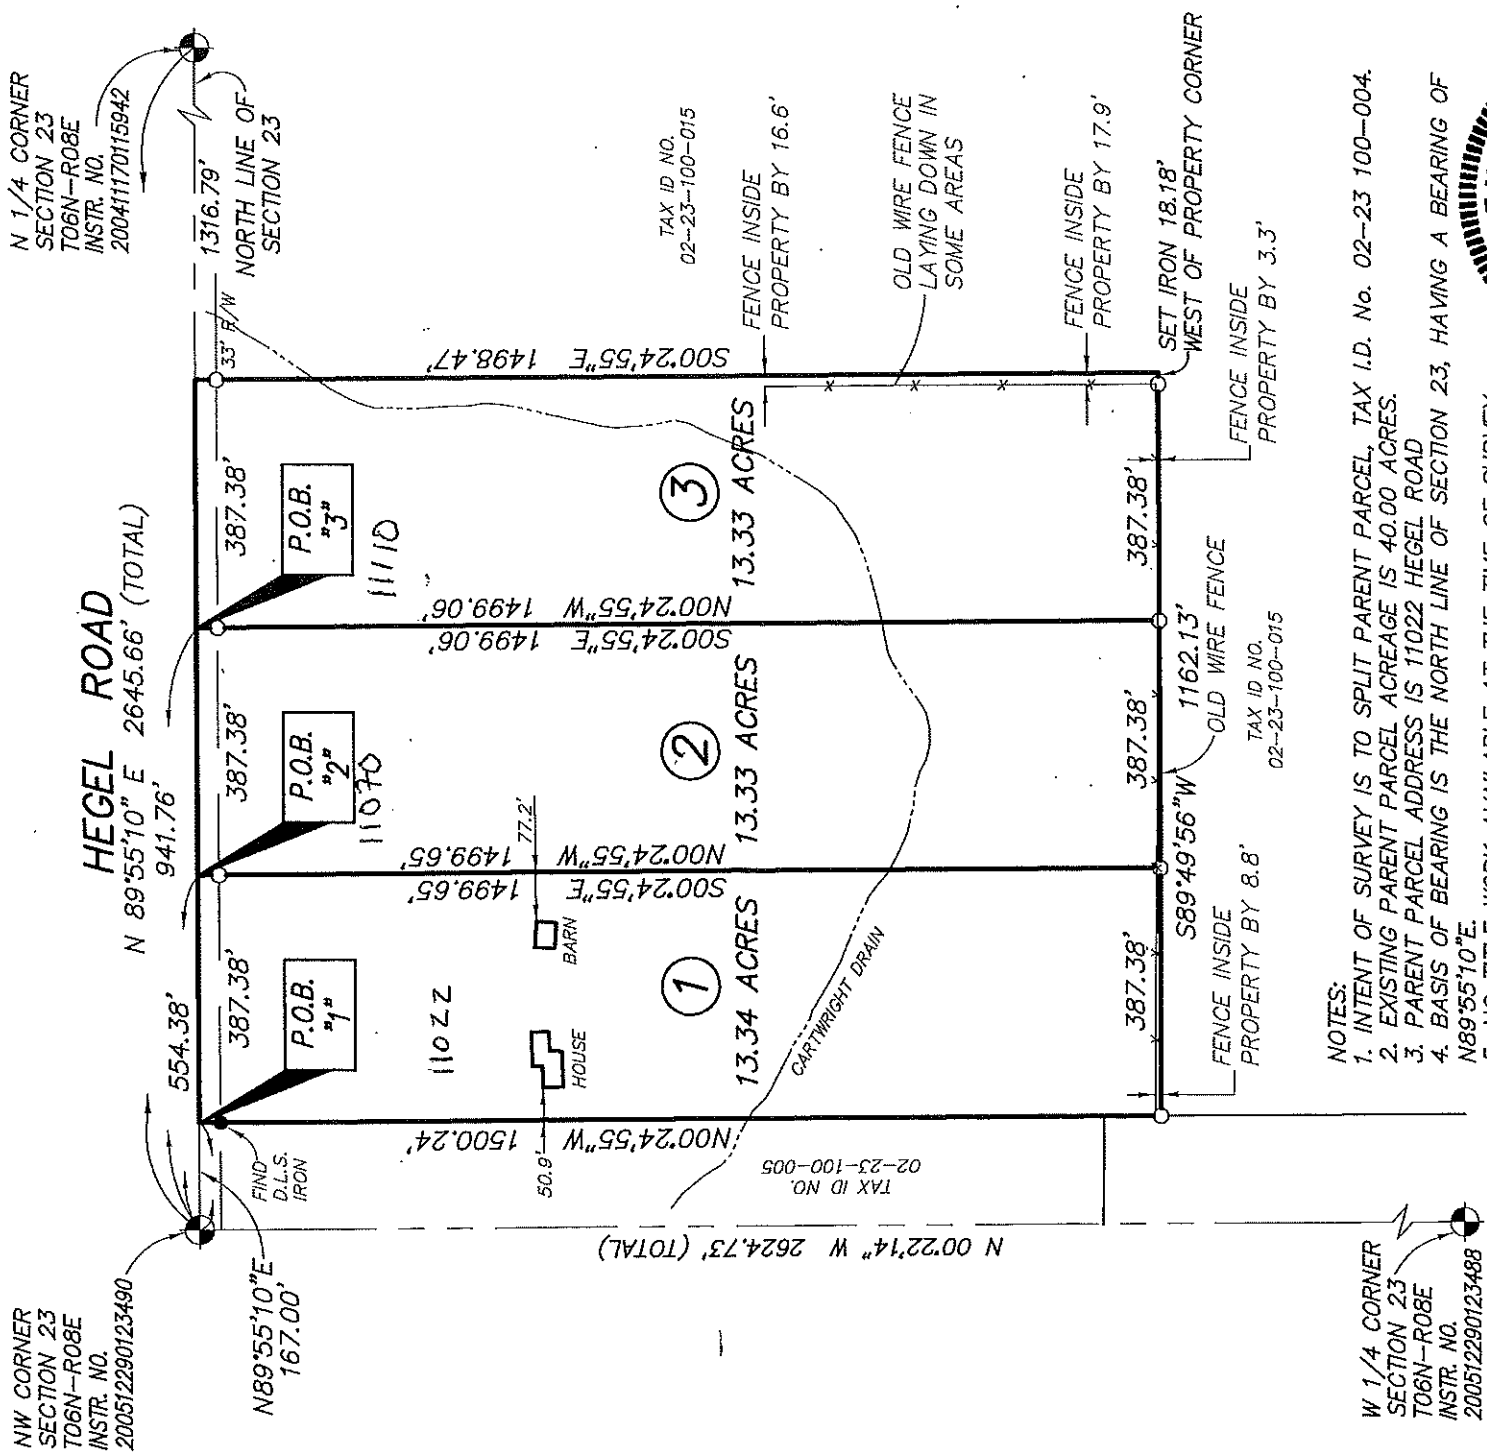 N 1/4 CORNER
SECTION 23
T06N-R08E
INSTR. NO.
200411170115942
1316.79'
NORTH LINE OF
SECTION 23
33' R/W
HEGEL ROAD
N 89°55'10" E 2645.66' (TOTAL)
941.76'
554.38'
NW CORNER
SECTION 23
T06N-R08E
INSTR. NO.
200512290123490
N89°55'10"E
167.00'
FIND
D.L.S.
IRON
387.38'
387.38'
387.38'
P.O.B.
"1"
P.O.B.
"2"
P.O.B.
"3"
11022
11070
11110
N00°24'55"W 1500.24'
S00°24'55"E 1499.65'
N00°24'55"W 1499.65'
S00°24'55"E 1499.06'
N00°24'55"W 1499.06'
S00°24'55"E 1498.47'
50.9'
HOUSE
BARN
77.2'
1
13.34 ACRES
2
13.33 ACRES
3
13.33 ACRES
CARTWRIGHT DRAIN
TAX ID NO.
02-23-100-005
N 00°22'14" W 2624.73' (TOTAL)
TAX ID NO.
02-23-100-015
FENCE INSIDE
PROPERTY BY 16.6'
OLD WIRE FENCE
LAYING DOWN IN
SOME AREAS
FENCE INSIDE
PROPERTY BY 17.9'
SET IRON 18.18'
WEST OF PROPERTY CORNER
FENCE INSIDE
PROPERTY BY 3.3'
387.38'
387.38'
387.38'
S89°49'56"W 1162.13'
OLD WIRE FENCE
TAX ID NO.
02-23-100-015
FENCE INSIDE
PROPERTY BY 8.8'
W 1/4 CORNER
SECTION 23
T06N-R08E
INSTR. NO.
200512290123488
NOTES:
1. INTENT OF SURVEY IS TO SPLIT PARENT PARCEL, TAX I.D. No. 02-23 100-004.
2. EXISTING PARENT PARCEL ACREAGE IS 40.00 ACRES.
3. PARENT PARCEL ADDRESS IS 11022 HEGEL ROAD
4. BASIS OF BEARING IS THE NORTH LINE OF SECTION 23, HAVING A BEARING OF
N89°55'10"E.